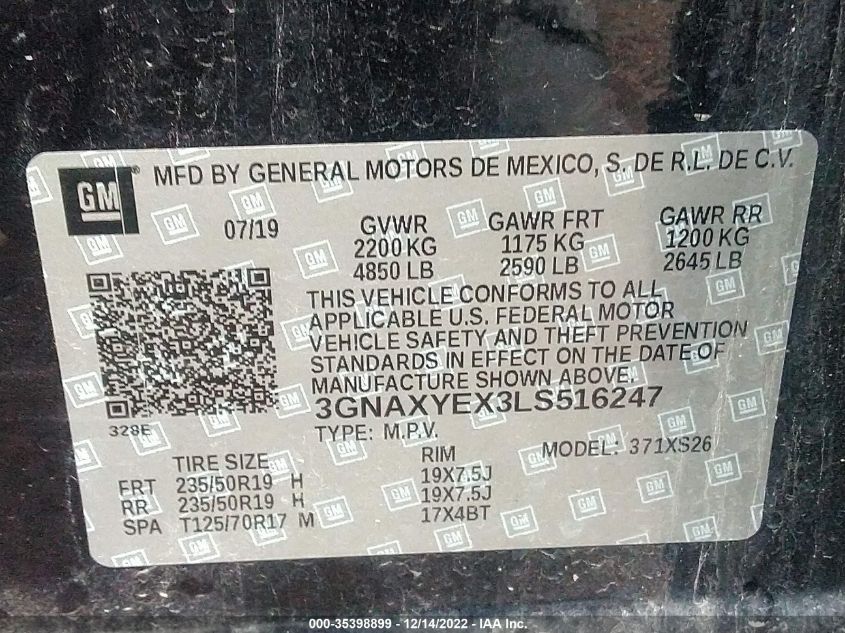 GM ® MFD BY GENERAL MOTORS DE MEXICO, S. DE R.L. DE C.V.
07/19 GVWR GAWR FRT GAWR RR
2200 KG 1175 KG 1200 KG
4850 LB 2590 LB 2645 LB
THIS VEHICLE CONFORMS TO ALL
APPLICABLE U.S. FEDERAL MOTOR
VEHICLE SAFETY AND THEFT PREVENTION
STANDARDS IN EFFECT ON THE DATE OF
MANUFACTURE SHOWN ABOVE.
3GNAXYEX3LS516247
328E
TYPE: M.P.V. MODEL: 371XS26
TIRE SIZE RIM
FRT 235/50R19 H 19X7.5J
RR 235/50R19 H 19X7.5J
SPA T125/70R17 M 17X4BT
000-35398899 - 12/14/2022 - IAA Inc.